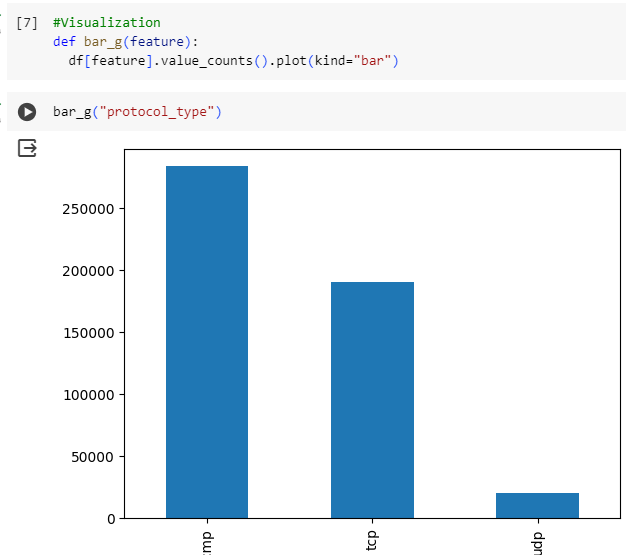 [7] #Visualization
def bar_g(feature):
df[feature].value_counts().plot(kind="bar")
bar_g("protocol_type")
250000
200000
150000
100000
50000
0
tcp
udp